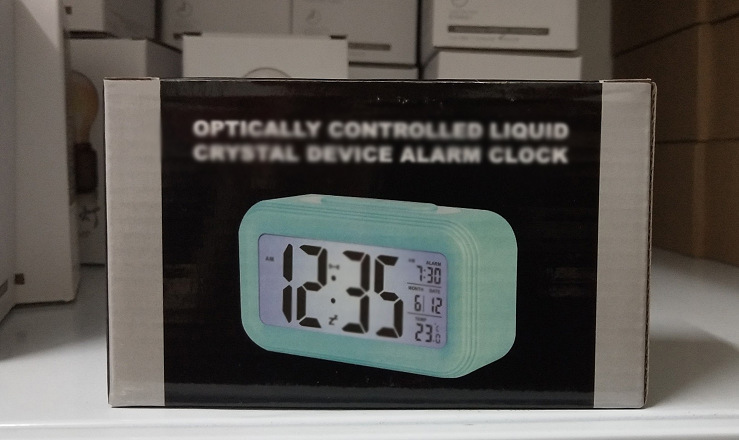 OPTICALLY CONTROLLED LIQUID
CRYSTAL DEVICE ALARM CLOCK
AM
12:35
ALARM
7:30
MONTH DATE
6 12
TEMP
23.0 °C